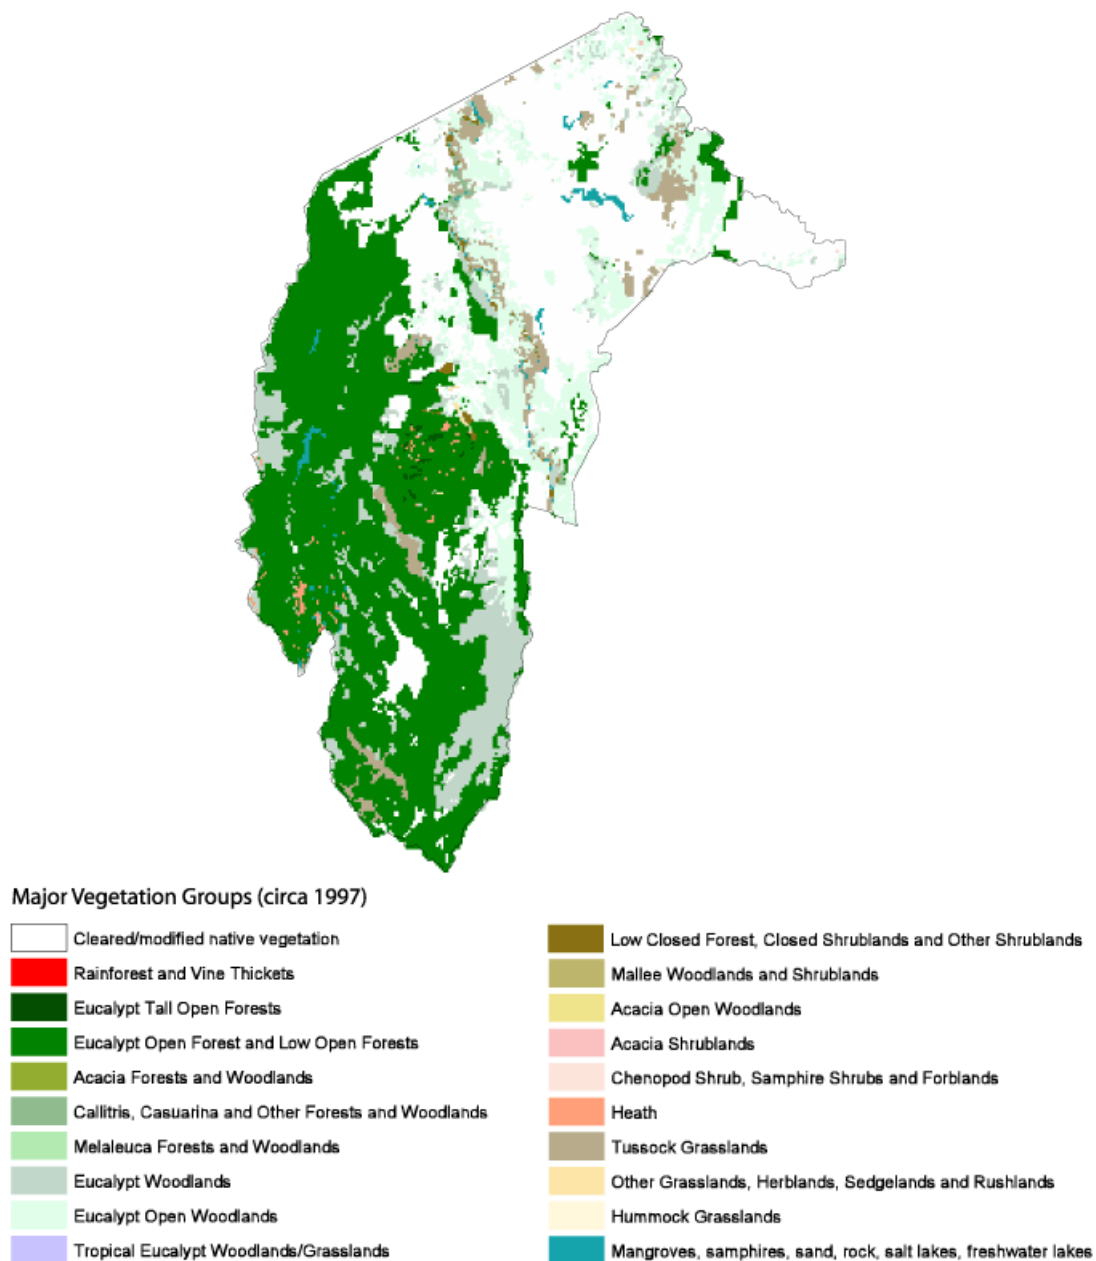 Major Vegetation Groups (circa 1997)
Cleared/modified native vegetation
Rainforest and Vine Thickets
Eucalypt Tall Open Forests
Eucalypt Open Forest and Low Open Forests
Acacia Forests and Woodlands
Callitris, Casuarina and Other Forests and Woodlands
Melaleuca Forests and Woodlands
Eucalypt Woodlands
Eucalypt Open Woodlands
Tropical Eucalypt Woodlands/Grasslands
Low Closed Forest, Closed Shrublands and Other Shrublands
Mallee Woodlands and Shrublands
Acacia Open Woodlands
Acacia Shrublands
Chenopod Shrub, Samphire Shrubs and Forblands
Heath
Tussock Grasslands
Other Grasslands, Herblands, Sedgelands and Rushlands
Hummock Grasslands
Mangroves, samphires, sand, rock, salt lakes, freshwater lakes